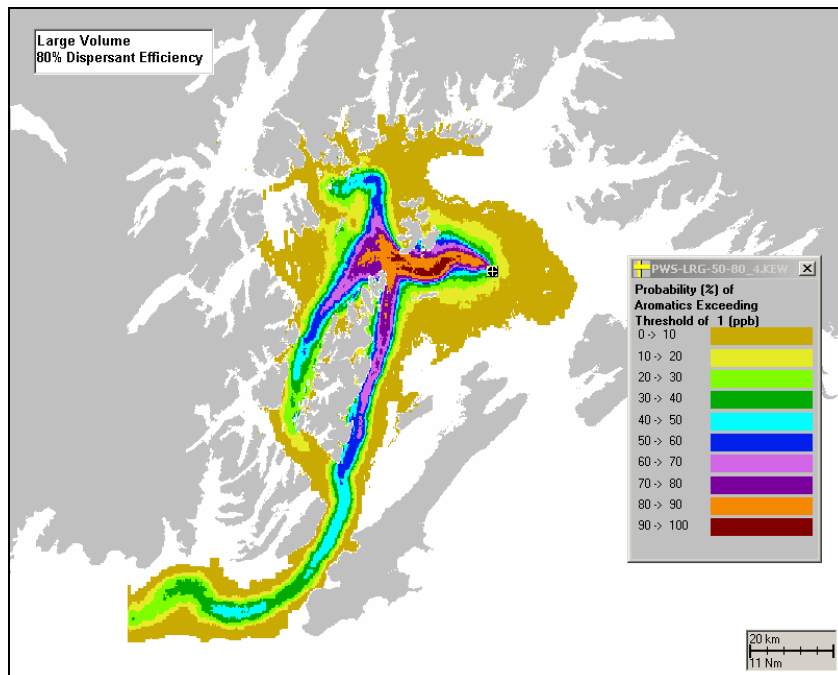 Large Volume
80% Dispersant Efficiency
PWS-LRG-50-80_4.KEW
Probability (%) of
Aromatics Exceeding
Threshold of 1 (ppb)
0 -> 10
10 -> 20
20 -> 30
30 -> 40
40 -> 50
50 -> 60
60 -> 70
70 -> 80
80 -> 90
90 -> 100
20 km
11 Nm